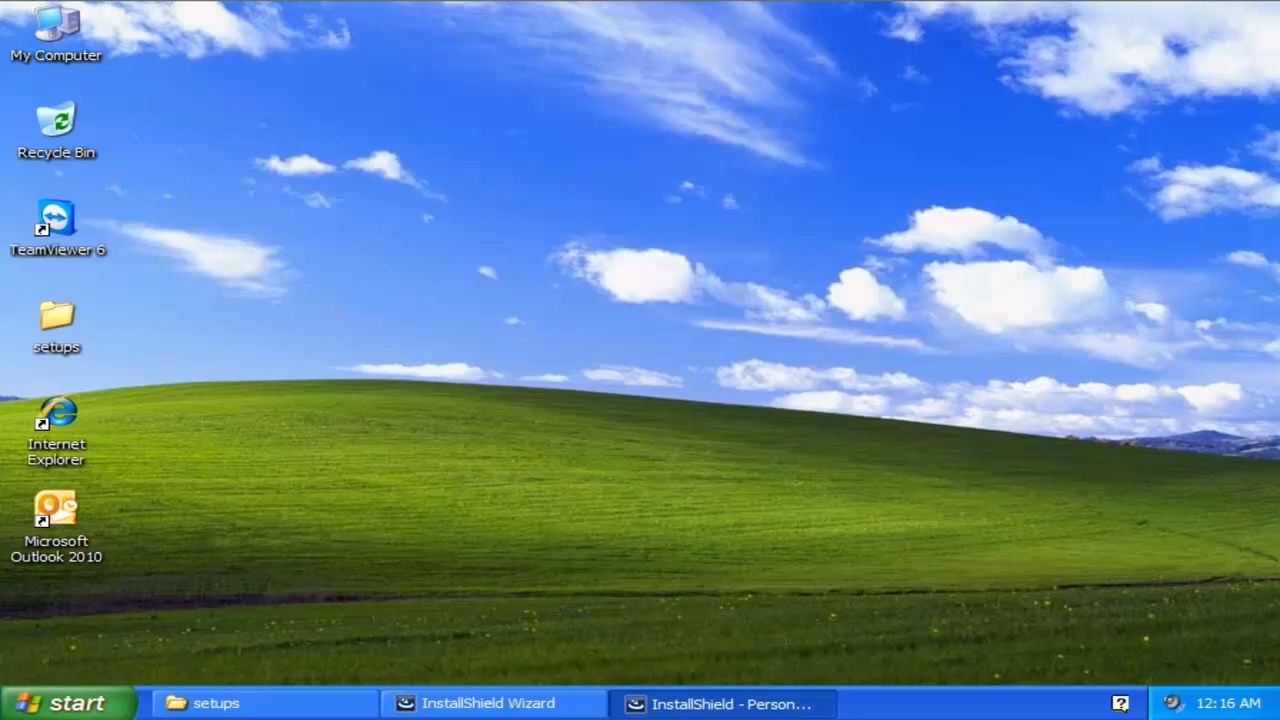 My Computer
Recycle Bin
TeamViewer 6
setups
Internet
Explorer
Microsoft
Outlook 2010
start
setups
InstallShield Wizard
InstallShield - Person...
?
12:16 AM